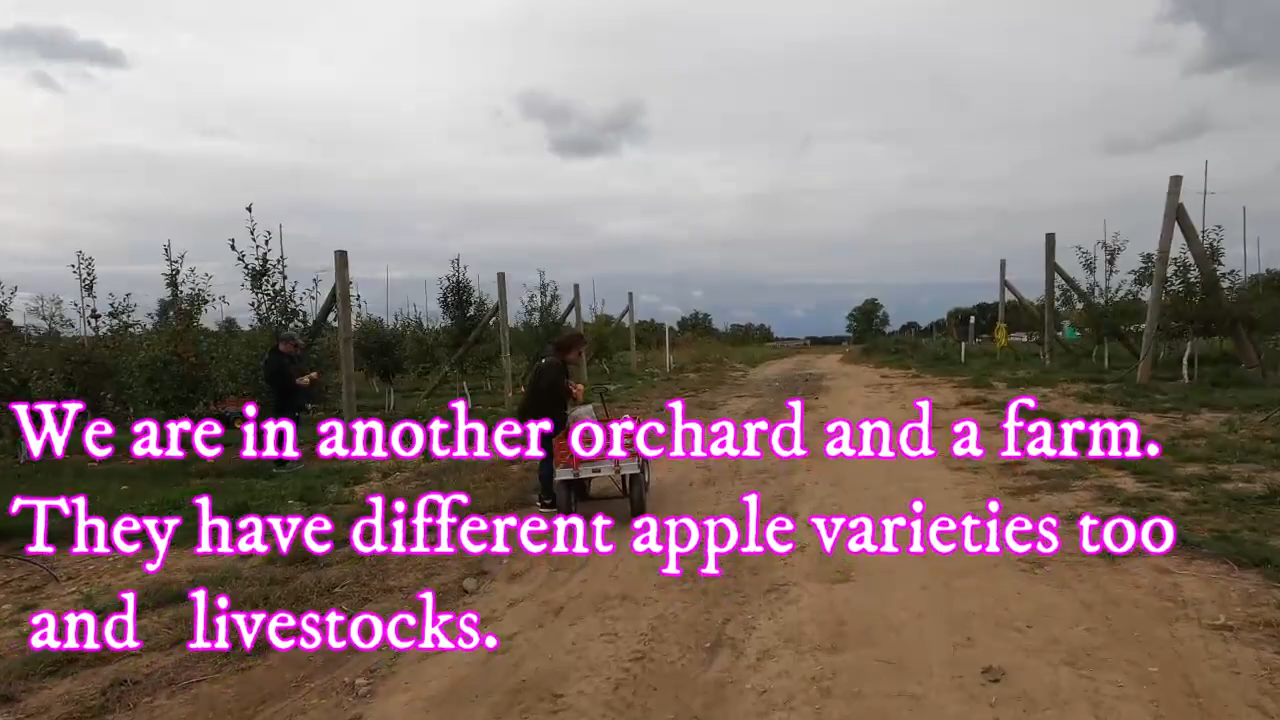 We are in another orchard and a farm.
They have different apple varieties too
and livestocks.